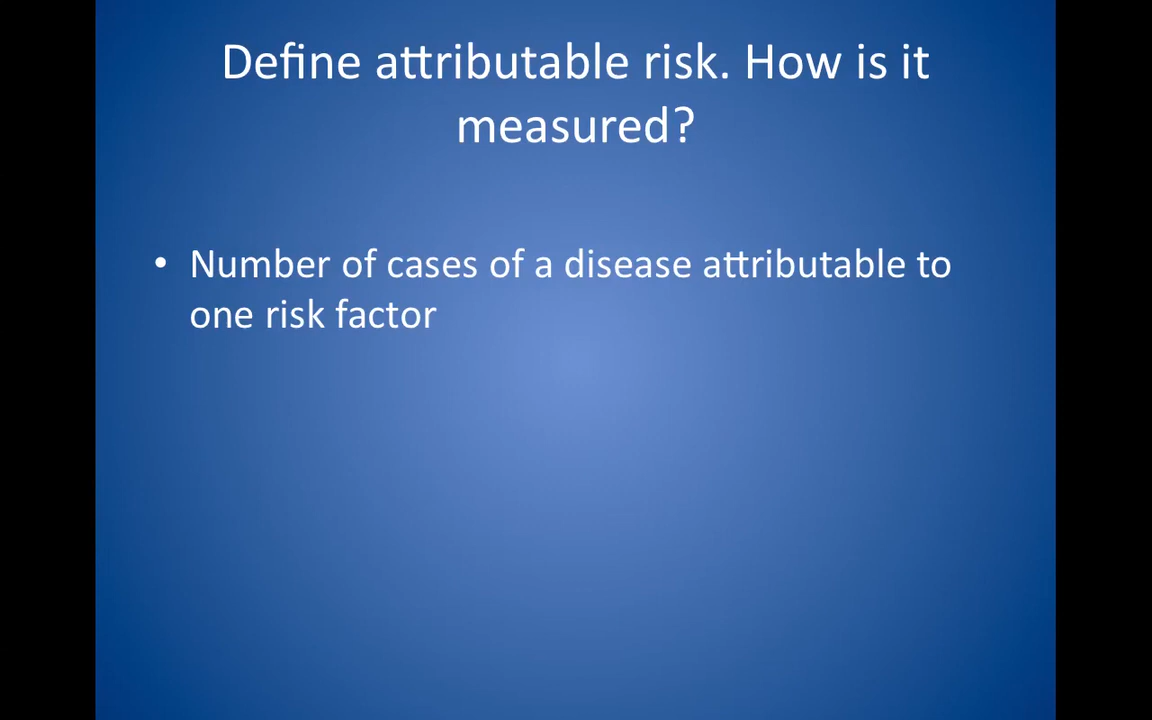 Define attributable risk. How is it
measured?
• Number of cases of a disease attributable to
one risk factor